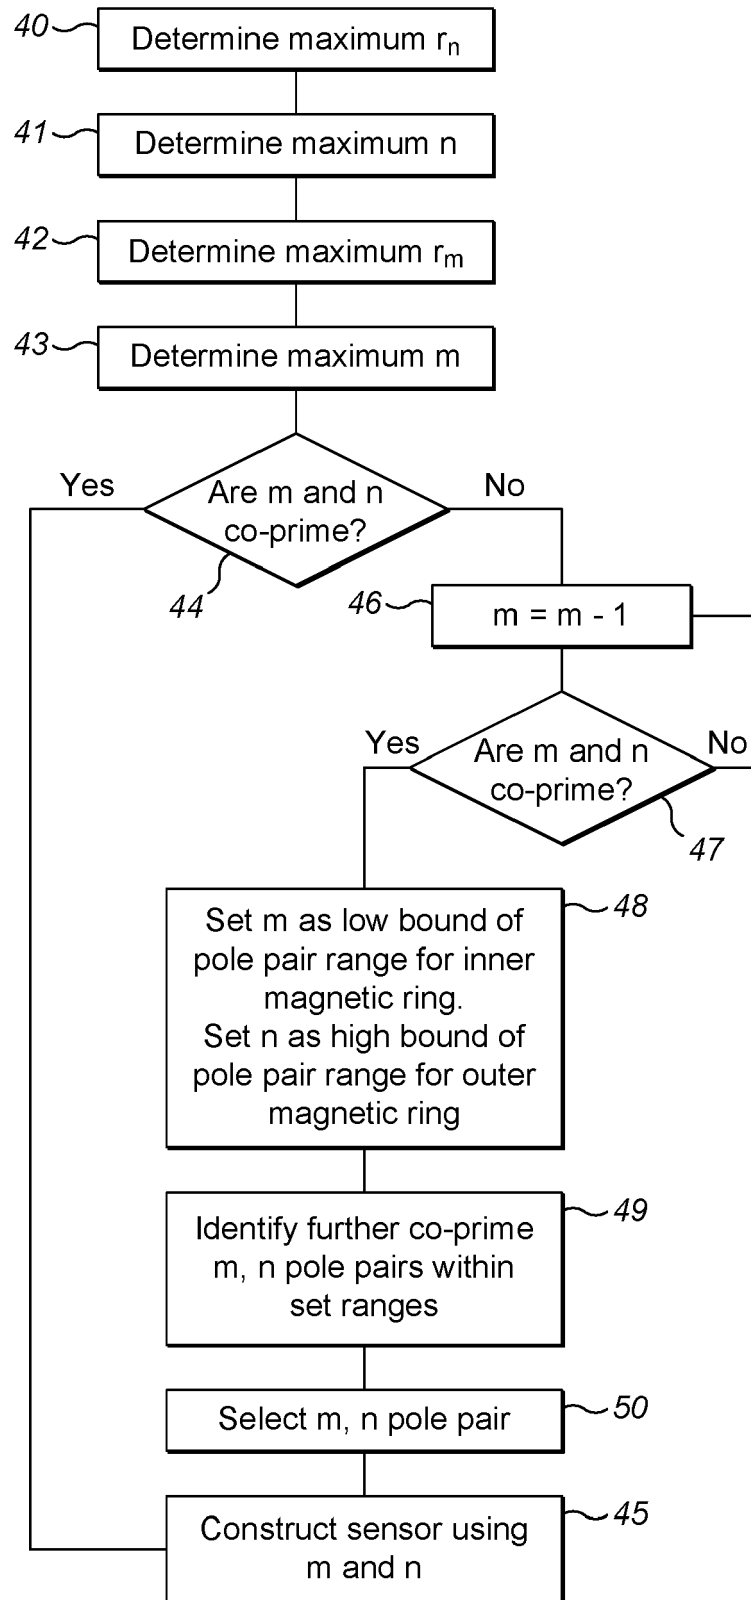 40
Determine maximum rn
41
Determine maximum n
42
Determine maximum rm
43
Determine maximum m
Yes
Are m and n
co-prime?
No
44
46
m = m - 1
Yes
Are m and n
co-prime?
No
47
Set m as low bound of
pole pair range for inner
magnetic ring.
Set n as high bound of
pole pair range for outer
magnetic ring
48
Identify further co-prime
m, n pole pairs within
set ranges
49
Select m, n pole pair
50
Construct sensor using
m and n
45